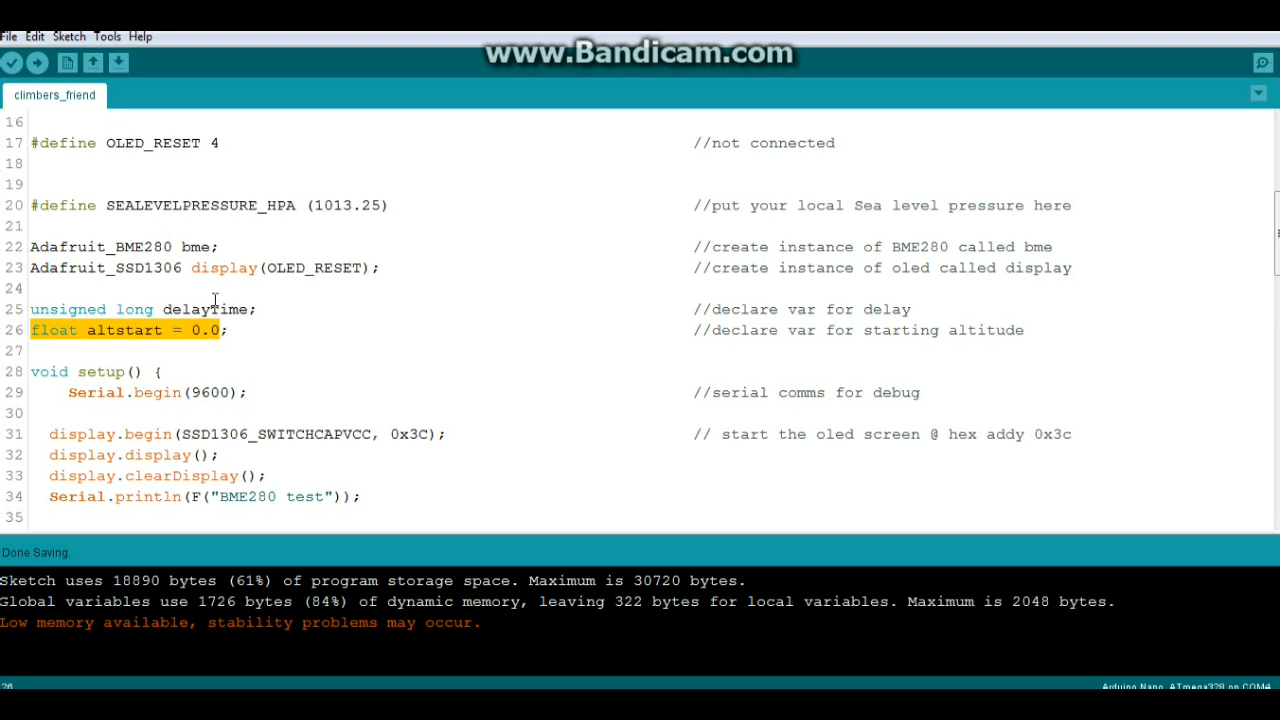 www.Bandicam.com
File Edit Sketch Tools Help
climbers_friend
16
17 #define OLED_RESET 4 //not connected
18
19
20 #define SEALEVELPRESSURE_HPA (1013.25) //put your local Sea level pressure here
21
22 Adafruit_BME280 bme; //create instance of BME280 called bme
23 Adafruit_SSD1306 display(OLED_RESET); //create instance of oled called display
24
25 unsigned long delayTime; //declare var for delay
26 float altstart = 0.0; //declare var for starting altitude
27
28 void setup() {
29 Serial.begin(9600); //serial comms for debug
30
31 display.begin(SSD1306_SWITCHCAPVCC, 0x3C); // start the oled screen @ hex addy 0x3c
32 display.display();
33 display.clearDisplay();
34 Serial.println(F("BME280 test"));
35
Done Saving.
Sketch uses 18890 bytes (61%) of program storage space. Maximum is 30720 bytes.
Global variables use 1726 bytes (84%) of dynamic memory, leaving 322 bytes for local variables. Maximum is 2048 bytes.
Low memory available, stability problems may occur.
26 Arduino Nano, ATmega328 on COM4